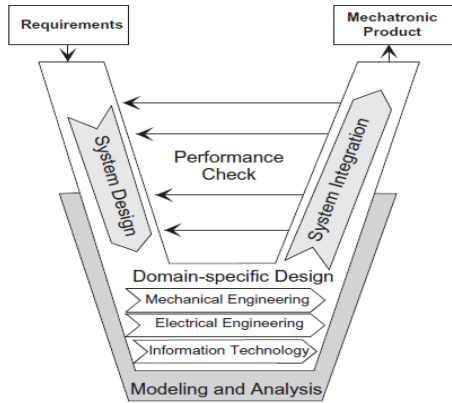 Requirements
Mechatronic
Product
System Design
Performance
Check
System Integration
Domain-specific Design
Mechanical Engineering
Electrical Engineering
Information Technology
Modeling and Analysis